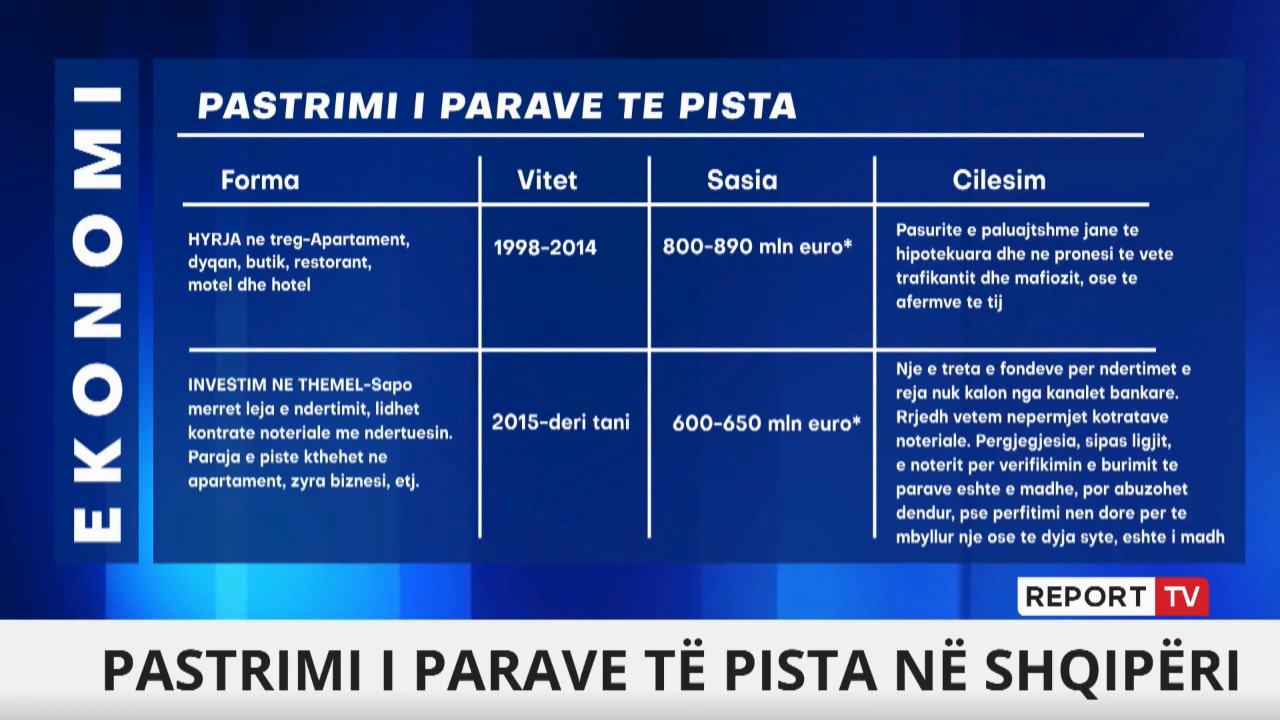 EKONOMI
PASTRIMI I PARAVE TE PISTA
Forma
Vitet
Sasia
Cilesim
HYRJA ne treg-Apartament,
dyqan, butik, restorant,
motel dhe hotel
1998-2014
800-890 mln euro*
Pasurite e paluajtshme jane te
hipotekuara dhe ne pronesi te vete
trafikantit dhe mafiozit, ose te
afermve te tij
INVESTIM NE THEMEL-Sapo
merret leja e ndertimit, lidhet
kontrate noteriale me ndertuesin.
Paraja e piste kthehet ne
apartament, zyra biznesi, etj.
2015-deri tani
600-650 mln euro*
Nje e treta e fondeve per ndertimet e
reja nuk kalon nga kanalet bankare.
Rrjedh vetem nepermjet kotratave
noteriale. Pergjegjesia, sipas ligjit,
e noterit per verifikimin e burimit te
parave eshte e madhe, por abuzohet
dendur, pse perfitimi nen dore per te
mbyllur nje ose te dyja syte, eshte i madh
REPORT TV
PASTRIMI I PARAVE TË PISTA NË SHQIPËRI